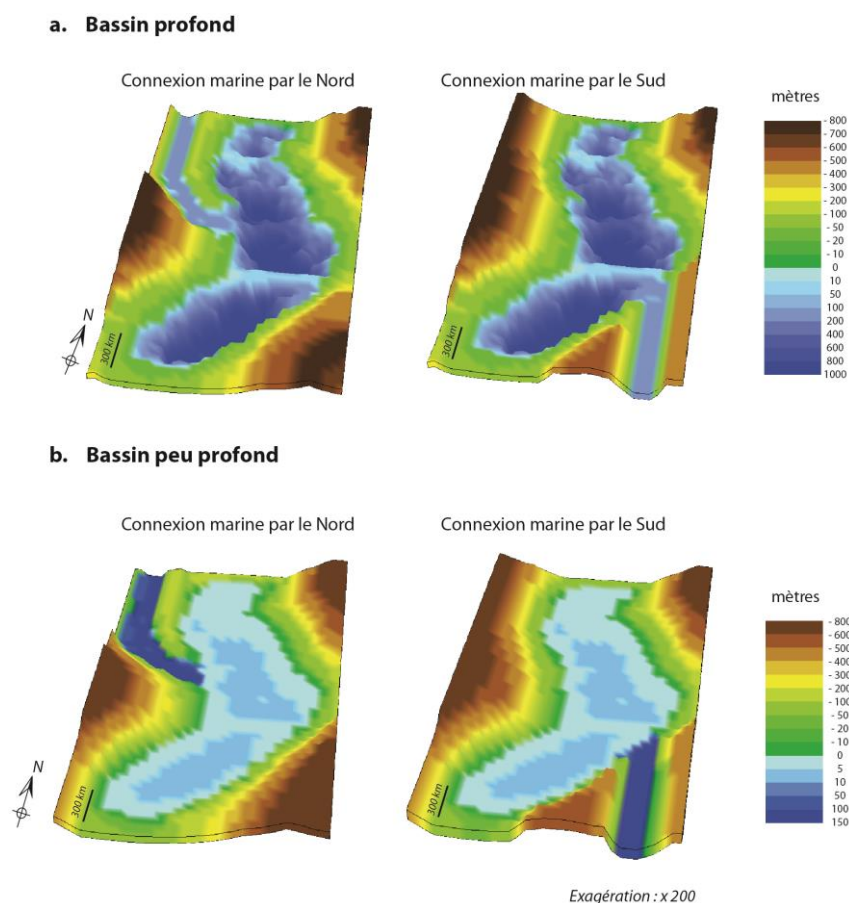 a. Bassin profond
Connexion marine par le Nord
Connexion marine par le Sud
mètres
- 800
- 700
- 600
- 500
- 400
- 300
- 200
- 100
- 50
- 20
- 10
0
10
50
100
200
400
600
800
1000
N
300 km
300 km
b. Bassin peu profond
Connexion marine par le Nord
Connexion marine par le Sud
mètres
- 800
- 600
- 500
- 400
- 300
- 200
- 100
- 50
- 20
- 10
0
5
10
50
100
150
N
300 km
300 km
Exagération : x 200